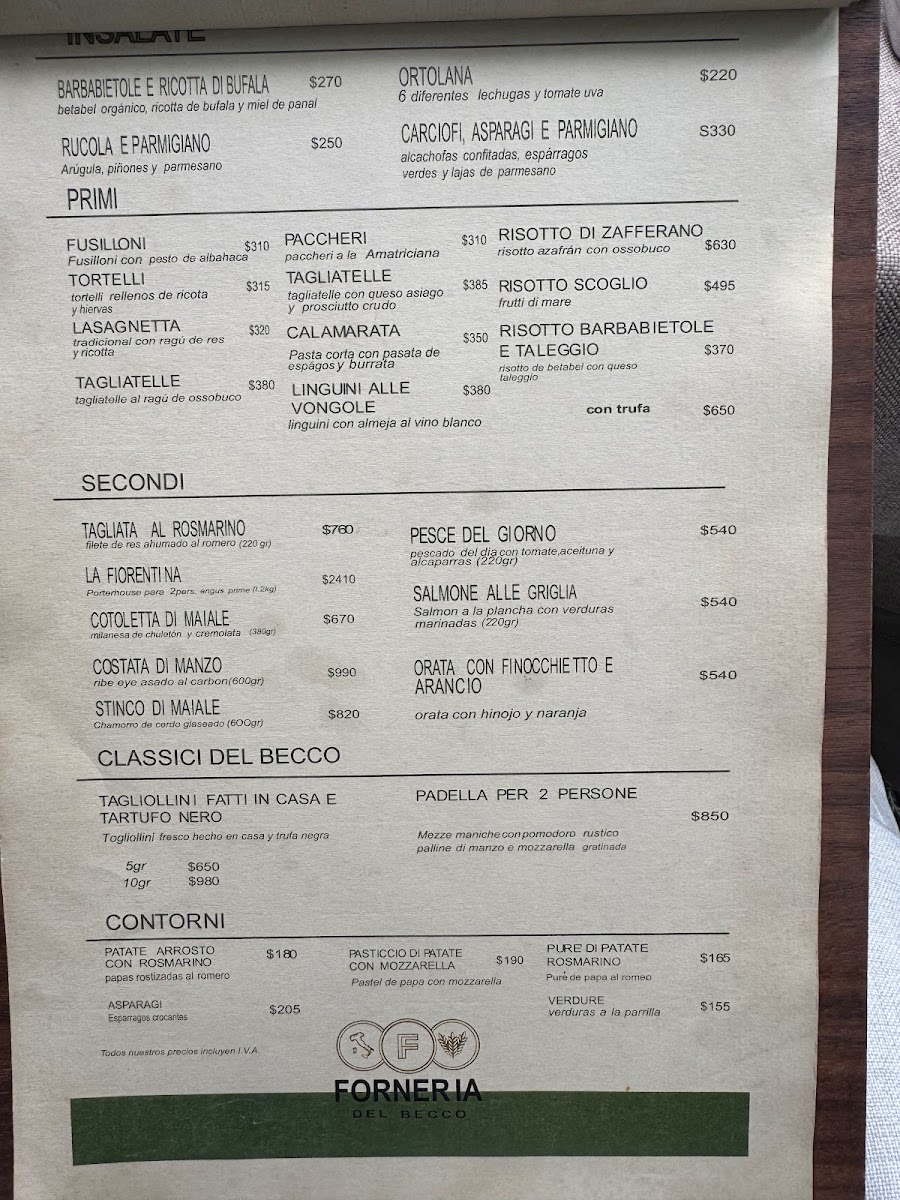 INSALATE
BARBABIETOLE E RICOTTA DI BUFALA $270
betabel orgánico, ricotta de bufala y miel de panal
RUCOLA E PARMIGIANO $250
Arúgula, piñones y parmesano
ORTOLANA $220
6 diferentes lechugas y tomate uva
CARCIOFI, ASPARAGI E PARMIGIANO S330
alcachofas confitadas, espárragos
verdes y lajas de parmesano
PRIMI
FUSILLONI $310
Fusilloni con pesto de albahaca
TORTELLI
tortelli rellenos de ricota $315
y hiervas
LASAGNETTA $320
tradicional con ragú de res
y ricotta
TAGLIATELLE $380
tagliatelle al ragú de ossobuco
PACCHERI $310
paccheri a la Amatriciana
TAGLIATELLE $385
tagliatelle con queso asiago
y prosciutto crudo
CALAMARATA $350
Pasta corta con pasata de
espágos y burrata
LINGUINI ALLE $380
VONGOLE
linguini con almeja al vino blanco
RISOTTO DI ZAFFERANO
risotto azafrán con ossobuco $630
RISOTTO SCOGLIO $495
frutti di mare
RISOTTO BARBABIETOLE
E TALEGGIO $370
risotto de betabel con queso
taleggio
con trufa $650
SECONDI
TAGLIATA AL ROSMARINO $760
filete de res ahumado al romero (220 gr)
LA FIORENTINA $2410
Porterhouse para 2pers. angus prime (1.2kg)
COTOLETTA DI MAIALE $670
milanesa de chuletón y cremolata (380gr)
COSTATA DI MANZO $990
ribe eye asado al carbon(600gr)
STINCO DI MAIALE $820
Chamorro de cerdo glaseado (600gr)
PESCE DEL GIORNO $540
pescado del dia con tomate,aceituna y
alcaparras (220gr)
SALMONE ALLE GRIGLIA $540
Salmon a la plancha con verduras
marinadas (220gr)
ORATA CON FINOCCHIETTO E $540
ARANCIO
orata con hinojo y naranja
CLASSICI DEL BECCO
TAGLIOLLINI FATTI IN CASA E
TARTUFO NERO
Togliollini fresco hecho en casa y trufa negra
5gr $650
10gr $980
PADELLA PER 2 PERSONE
$850
Mezze maniche con pomodoro rustico
palline di manzo e mozzarella gratinada
CONTORNI
PATATE ARROSTO $180
CON ROSMARINO
papas rostizadas al romero
ASPARAGI $205
Esparragos crocantes
PASTICCIO DI PATATE
CON MOZZARELLA $190
Pastel de papa con mozzarella
PURE' DI PATATE
ROSMARINO $165
Puré de papa al romeo
VERDURE $155
verduras a la parrilla
Todos nuestros precios incluyen I.V.A.
F
FORNERIA
DEL BECCO